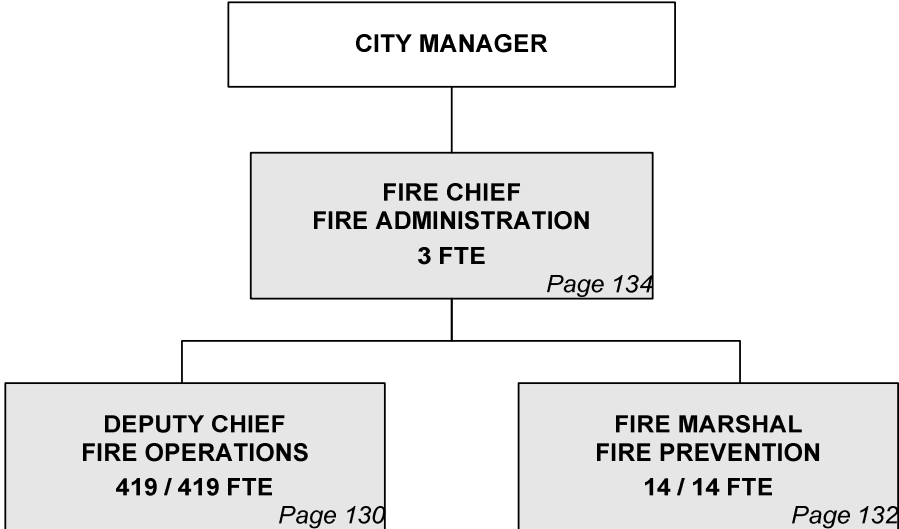 CITY MANAGER
FIRE CHIEF
FIRE ADMINISTRATION
3 FTE
Page 134
DEPUTY CHIEF
FIRE OPERATIONS
419 / 419 FTE
Page 130
FIRE MARSHAL
FIRE PREVENTION
14 / 14 FTE
Page 132